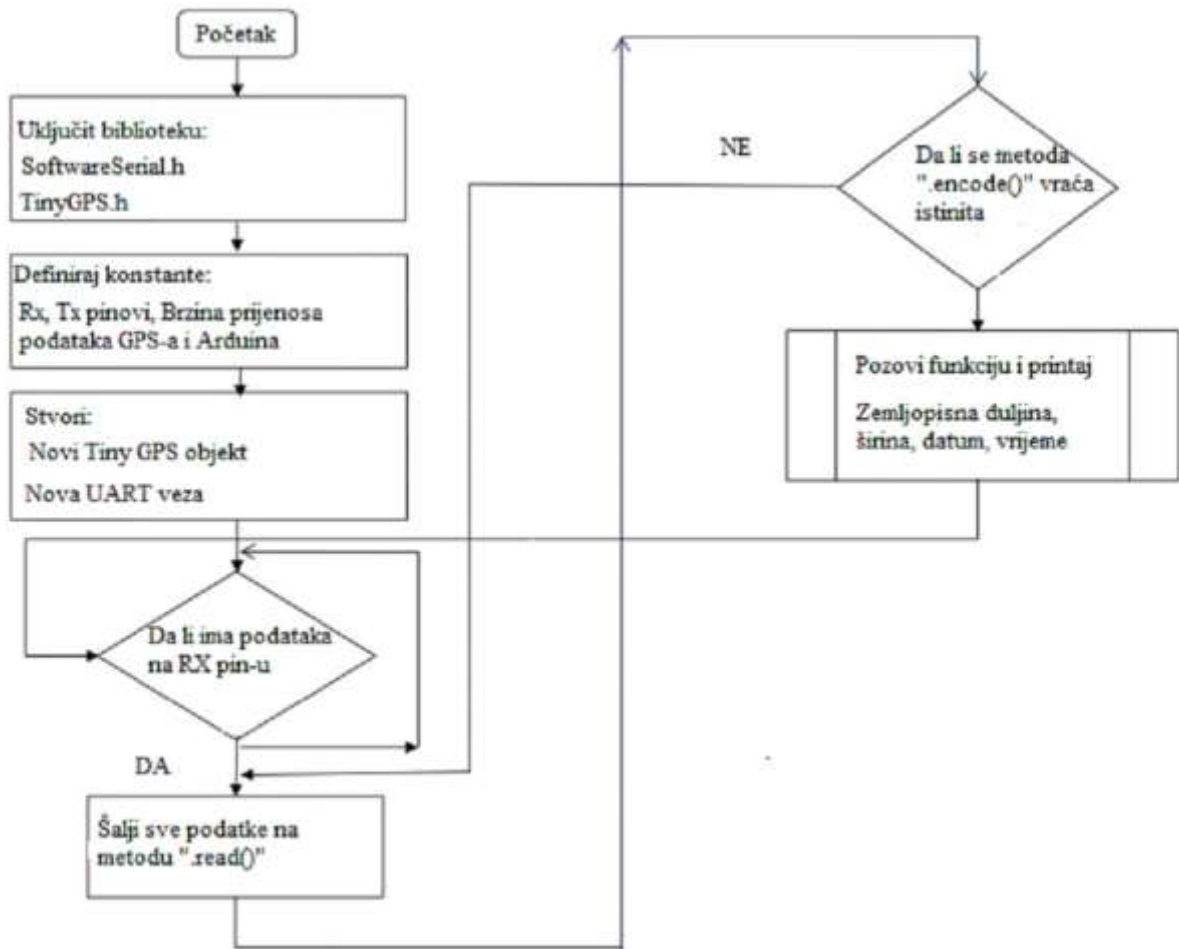 Početak
Uključit biblioteku:
SoftwareSerial.h
TinyGPS.h
Definiraj konstante:
Rx, Tx pinovi, Brzina prijenosa
podataka GPS-a i Arduina
Stvori:
Novi Tiny GPS objekt
Nova UART veza
Da li ima podataka
na RX pin-u
DA
Šalji sve podatke na
metodu ".read()"
NE
Da li se metoda
".encode()" vraća
istinita
Pozovi funkciju i printaj
Zemljopisna duljina,
širina, datum, vrijeme